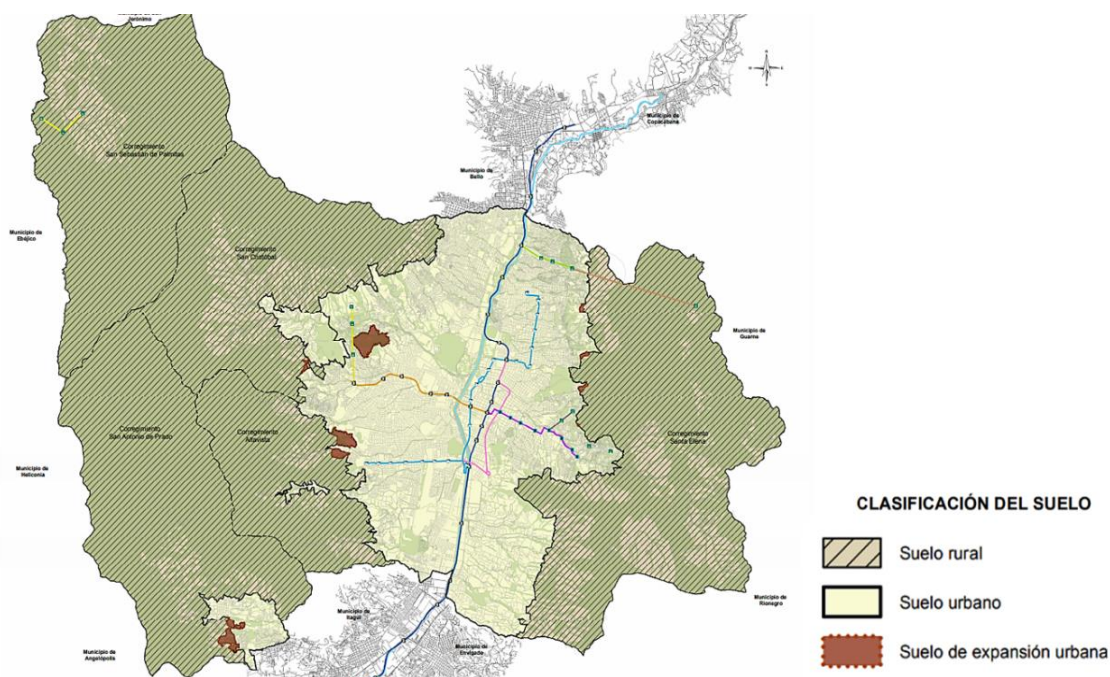 Municipio de San
Jerónimo
Municipio de
Copacabana
Corregimiento
San Sebastián de Palmitas
Municipio de
Bello
Municipio de
Ebéjico
Corregimiento
San Cristóbal
Municipio de
Guarne
Corregimiento
San Antonio de Prado
Corregimiento
Altavista
Corregimiento
Santa Elena
Municipio de
Heliconia
CLASIFICACIÓN DEL SUELO
Suelo rural
Suelo urbano
Suelo de expansión urbana
Municipio de
Rionegro
Municipio de
Itagüí
Municipio de
Envigado
Municipio de
Angelópolis